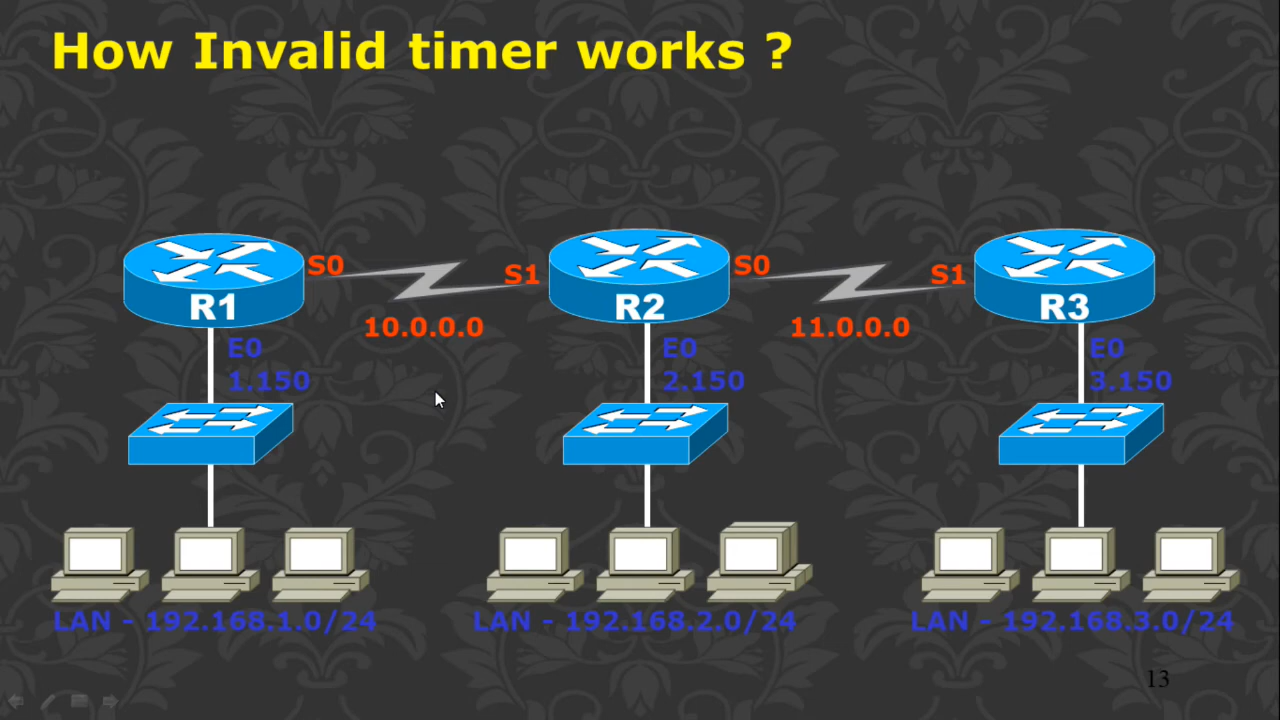 How Invalid timer works ?
S0
S1
S0
S1
R1
R2
R3
10.0.0.0
11.0.0.0
E0
1.150
E0
2.150
E0
3.150
LAN - 192.168.1.0/24
LAN - 192.168.2.0/24
LAN - 192.168.3.0/24
13